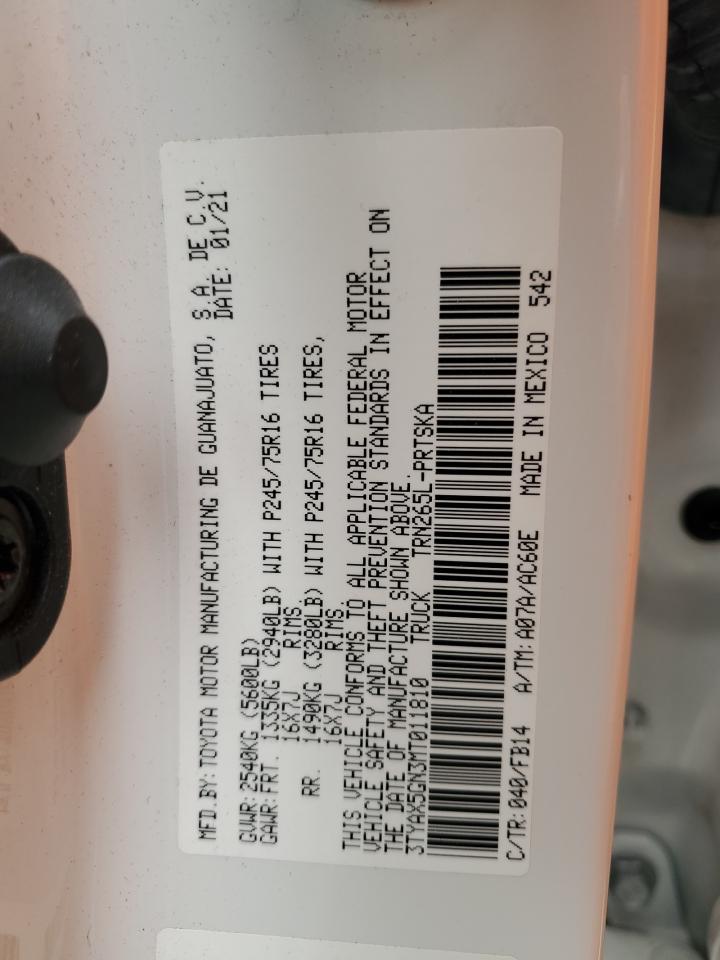 MFD.BY:TOYOTA MOTOR MANUFACTURING DE GUANAJUATO, S.A. DE C.V.
DATE: 01/21
GVWR:2540KG (5600LB)
GAWR:FRT. 1335KG (2940LB) WITH P245/75R16 TIRES
16X7J RIMS
RR. 1490KG (3280LB) WITH P245/75R16 TIRES,
16X7J RIMS
THIS VEHICLE CONFORMS TO ALL APPLICABLE FEDERAL MOTOR
VEHICLE SAFETY AND THEFT PREVENTION STANDARDS IN EFFECT ON
THE DATE OF MANUFACTURE SHOWN ABOVE.
3TYAX5GN3MT011810 TRUCK TRN265L-PRTSKA
C/TR:040/FB14 A/TM:A07A/AC60E MADE IN MEXICO 542